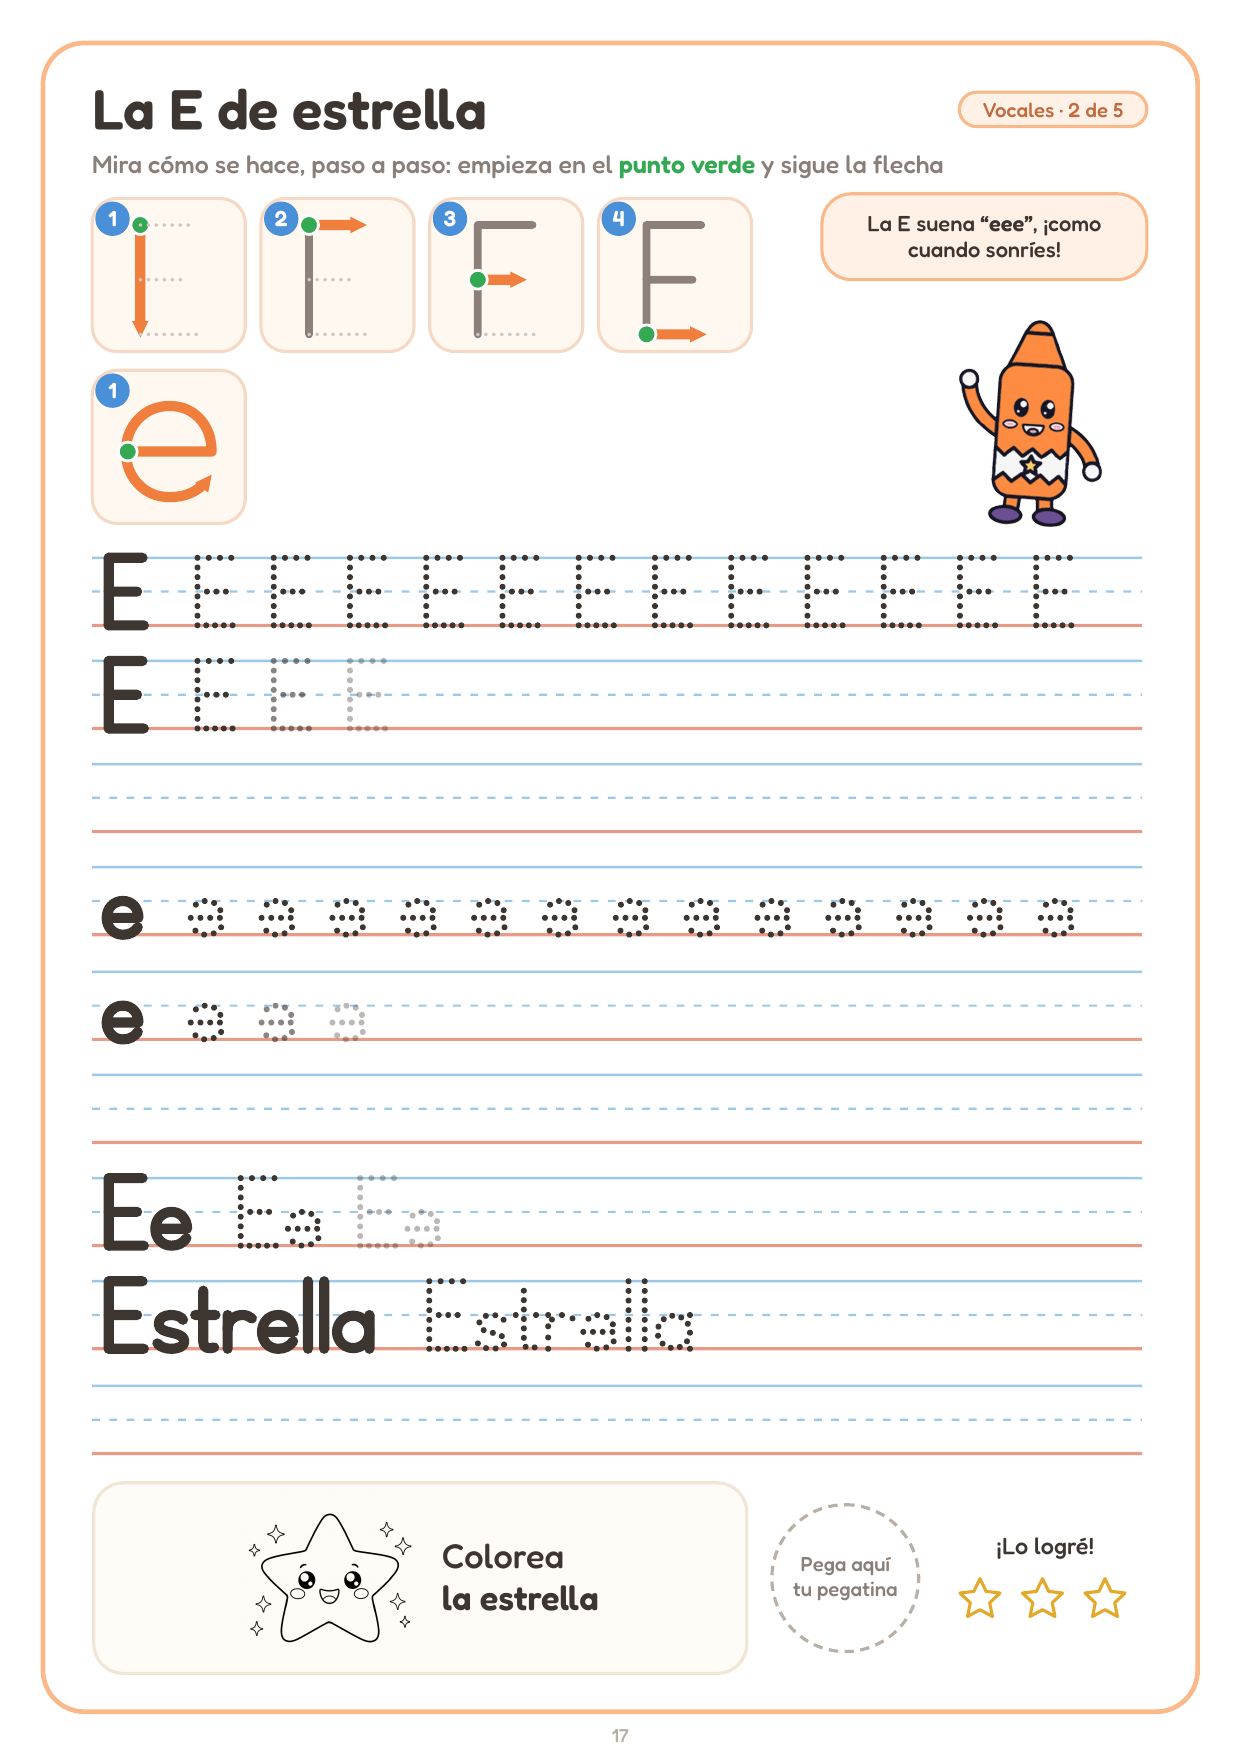 La E de estrella
Vocales · 2 de 5
Mira cómo se hace, paso a paso: empieza en el punto verde y sigue la flecha
1 2 3 4
La E suena “eee”, ¡como
cuando sonríes!
1
E E E E E E E E E E E E E
E E E E
e e e e e e e e e e e e e e
e e e e
Ee Ee Ee
Estrella Estrella
Colorea
la estrella
Pega aquí
tu pegatina
¡Lo logré!
17